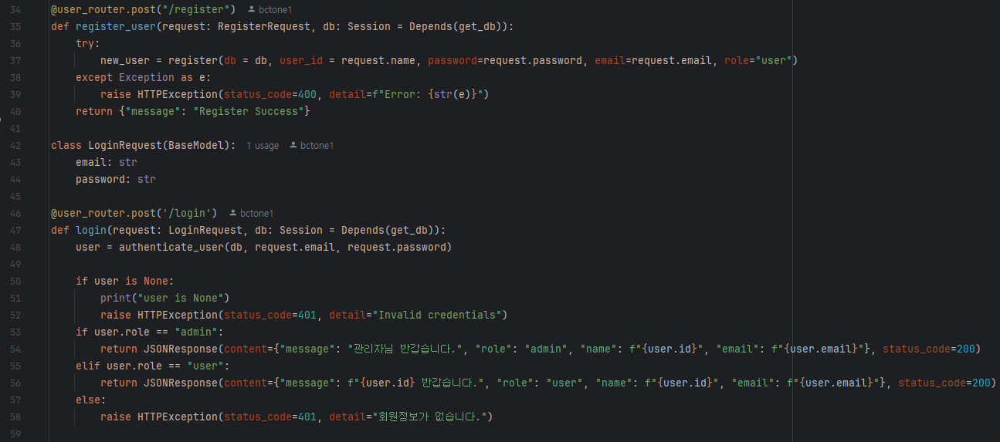 34 @user_router.post("/register") bctone1
35 def register_user(request: RegisterRequest, db: Session = Depends(get_db)):
36 try:
37 new_user = register(db = db, user_id = request.name, password=request.password, email=request.email, role="user")
38 except Exception as e:
39 raise HTTPException(status_code=400, detail=f"Error: {str(e)}")
40 return {"message": "Register Success"}
41
42 class LoginRequest(BaseModel): 1 usage bctone1
43 email: str
44 password: str
45
46 @user_router.post('/login') bctone1
47 def login(request: LoginRequest, db: Session = Depends(get_db)):
48 user = authenticate_user(db, request.email, request.password)
49
50 if user is None:
51 print("user is None")
52 raise HTTPException(status_code=401, detail="Invalid credentials")
53 if user.role == "admin":
54 return JSONResponse(content={"message": "관리자님 반갑습니다.", "role": "admin", "name": f"{user.id}", "email": f"{user.email}"}, status_code=200)
55 elif user.role == "user":
56 return JSONResponse(content={"message": f"{user.id} 반갑습니다.", "role": "user", "name": f"{user.id}", "email": f"{user.email}"}, status_code=200)
57 else:
58 raise HTTPException(status_code=401, detail="회원정보가 없습니다.")
59